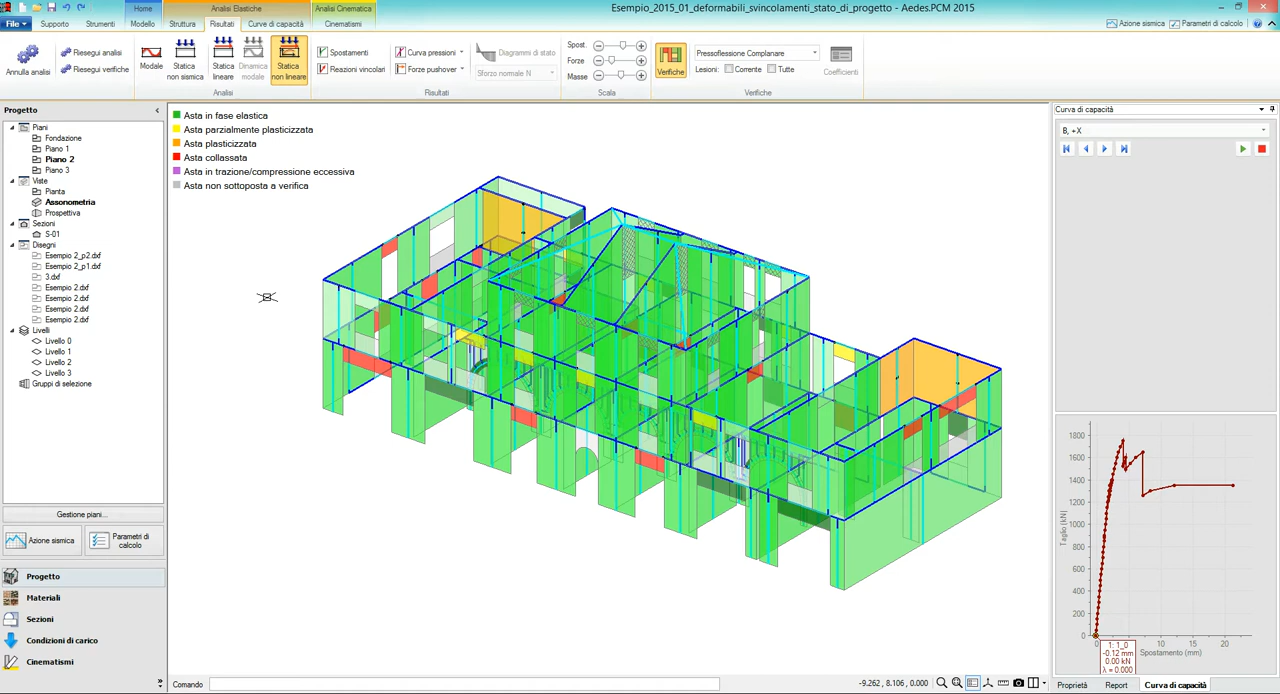 Esempio_2015_01_deformabili_svincolamenti_stato_di_progetto - Aedes.PCM 2015
Home
Analisi Elastiche
Analisi Cinematica
File
Supporto
Strumenti
Modello
Struttura
Risultati
Curva di capacità
Cinematismi
Azione sismica
Parametri di calcolo
Annulla analisi
Riesegui analisi
Riesegui verifiche
Modale
Statica non sismica
Statica lineare
Dinamica modale
Statica non lineare
Analisi
Spostamenti
Reazioni vincolari
Curva pressioni
Forze pushover
Diagrammi di stato
Sforzo normale N
Risultati
Spost.
Forze
Masse
Scala
Verifiche
Pressoflessione Complanare
Lesioni:
Corrente
Tutte
Coefficienti
Verifiche
Progetto
Piani
Fondazione
Piano 1
Piano 2
Piano 3
Viste
Pianta
Assonometria
Prospettiva
Sezioni
S-01
Disegni
Esempio 2_p2.dxf
Esempio 2_p1.dxf
3.dxf
Esempio 2.dxf
Esempio 2.dxf
Esempio 2.dxf
Esempio 2.dxf
Livelli
Livello 0
Livello 1
Livello 2
Livello 3
Gruppi di selezione
Gestione piani...
Azione sismica
Parametri di calcolo
Progetto
Materiali
Sezioni
Condizioni di carico
Cinematismi
Asta in fase elastica
Asta parzialmente plasticizzata
Asta plasticizzata
Asta collassata
Asta in trazione/compressione eccessiva
Asta non sottoposta a verifica
Comando
-9.262, 8.106, 0.000
Curva di capacità
B, +X
1800
1600
1400
1200
1000
800
600
400
200
0
Taglio (kN)
0
10
15
20
Spostamento (mm)
1: 1_0
-0.12 mm
0.00 kN
λ = 0.000
Proprietà
Report
Curva di capacità